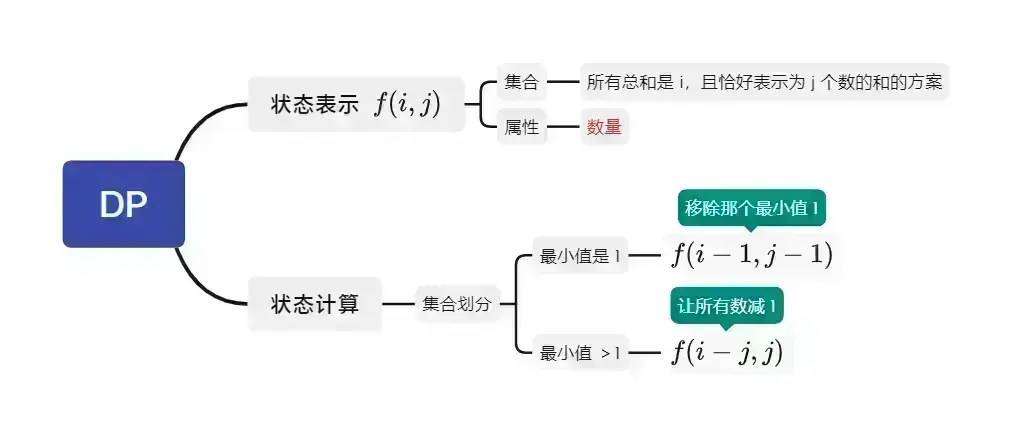 DP
状态表示 f(i, j)
集合
所有总和是 i，且恰好表示为 j 个数的和的方案
属性
数量
状态计算
集合划分
最小值是 1
移除那个最小值 1
f(i − 1, j − 1)
最小值 >1
让所有数减 1
f(i − j, j)